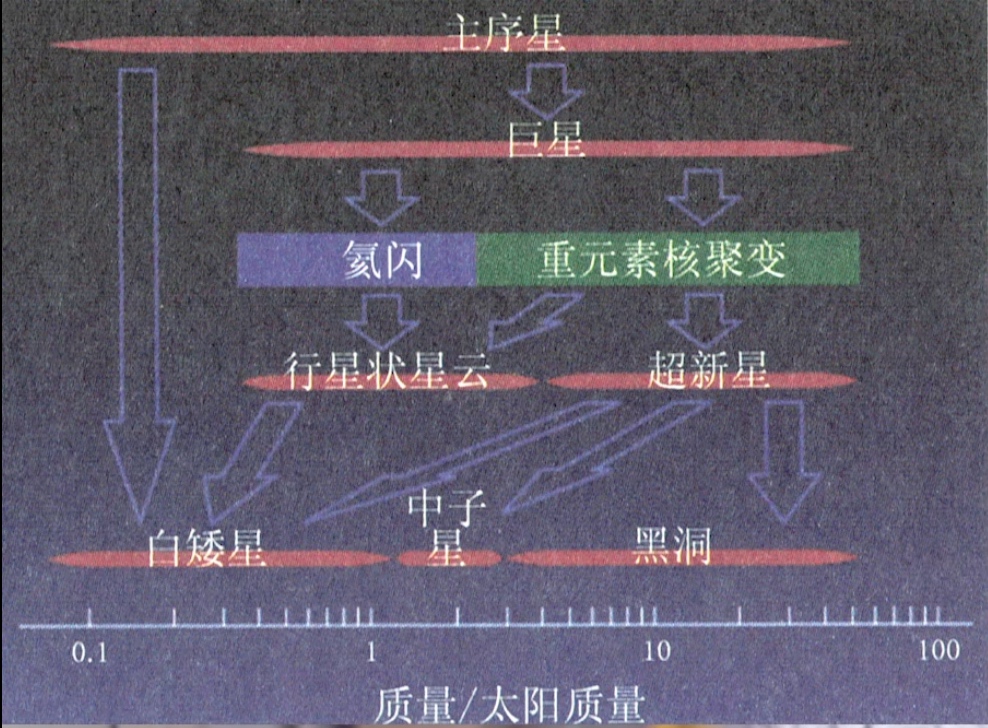 主序星
巨星
氦闪 重元素核聚变
行星状星云 超新星
中子
白矮星 星 黑洞
0.1 1 10 100
质量/太阳质量